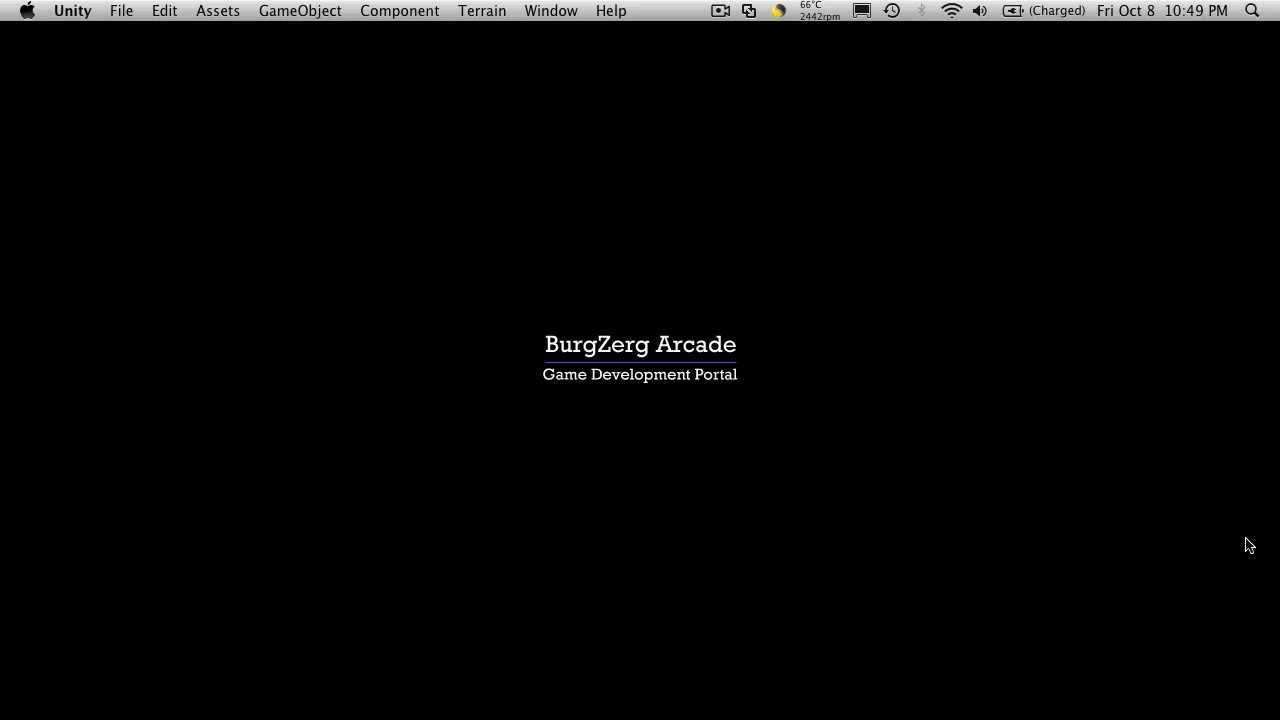 Unity File Edit Assets GameObject Component Terrain Window Help 66°C 2442rpm (Charged) Fri Oct 8 10:49 PM
BurgZerg Arcade
Game Development Portal